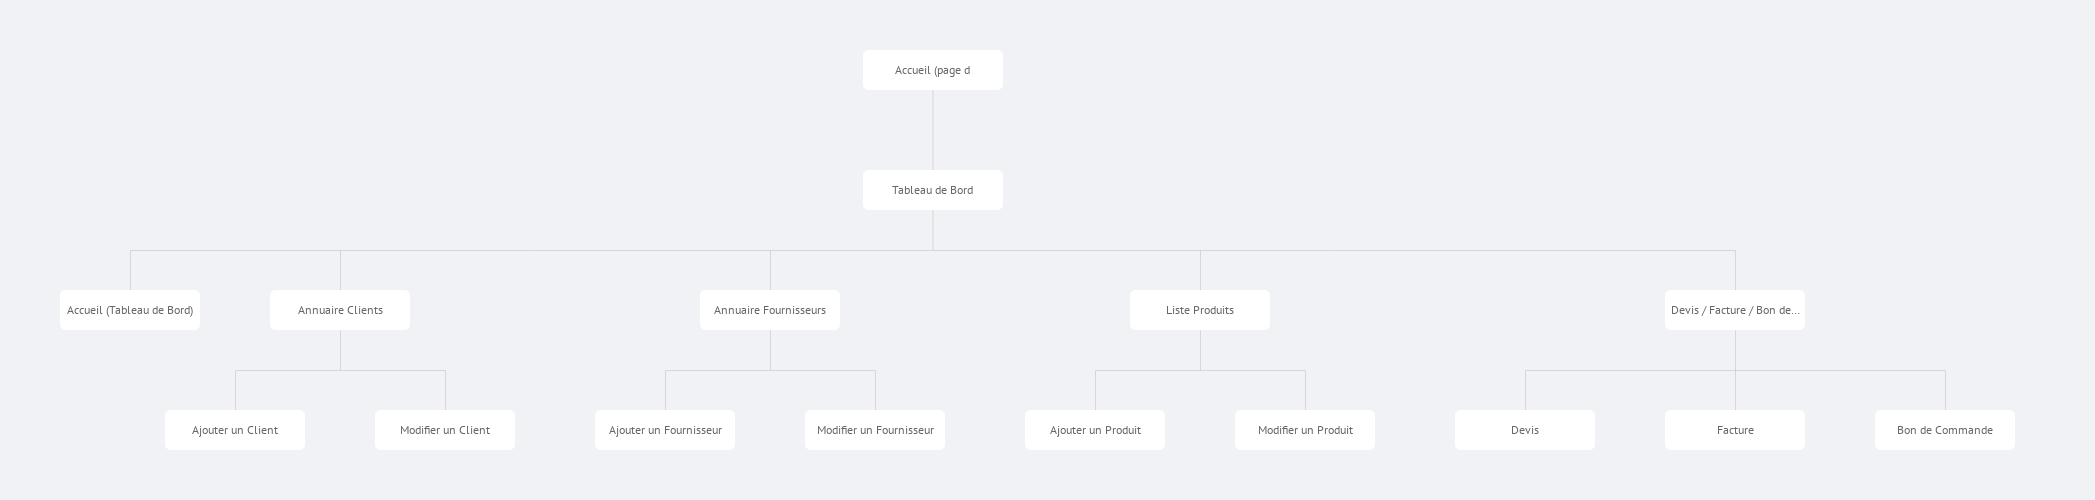 Accueil (page d
Tableau de Bord
Accueil (Tableau de Bord)
Annuaire Clients
Annuaire Fournisseurs
Liste Produits
Devis / Facture / Bon de...
Ajouter un Client
Modifier un Client
Ajouter un Fournisseur
Modifier un Fournisseur
Ajouter un Produit
Modifier un Produit
Devis
Facture
Bon de Commande